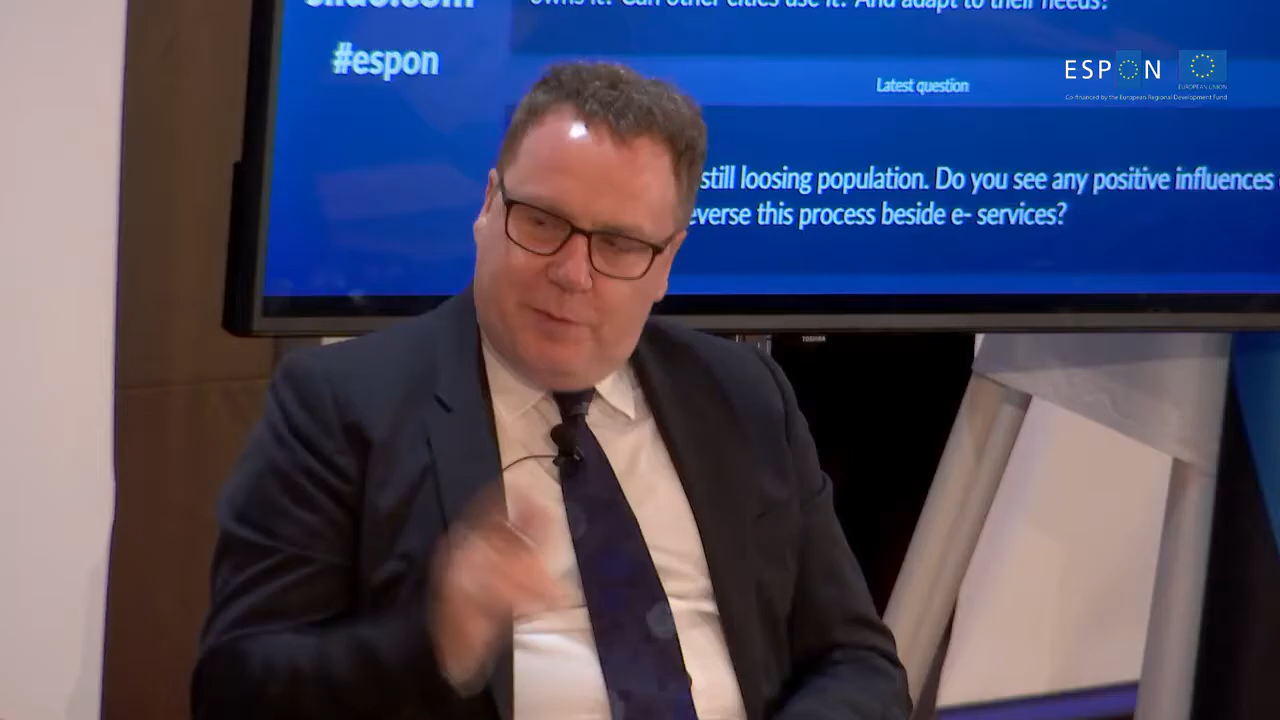 slido.com
owns it? Can other cities use it? And adapt to their needs?
#espon
ESPON
EUROPEAN UNION
Co-financed by the European Regional Development Fund
Latest question
still loosing population. Do you see any positive influences
everse this process beside e- services?
TOSHIBA